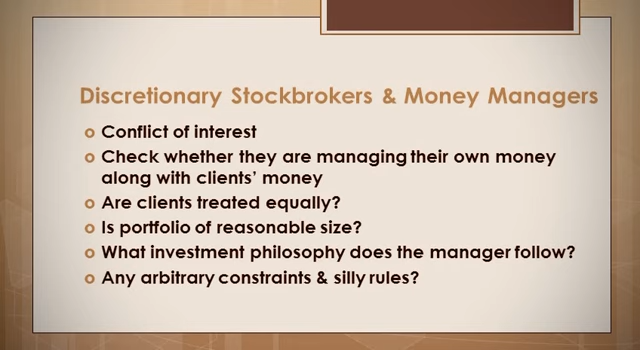 Discretionary Stockbrokers & Money Managers
o Conflict of interest
o Check whether they are managing their own money
along with clients' money
o Are clients treated equally?
o Is portfolio of reasonable size?
o What investment philosophy does the manager follow?
o Any arbitrary constraints & silly rules?